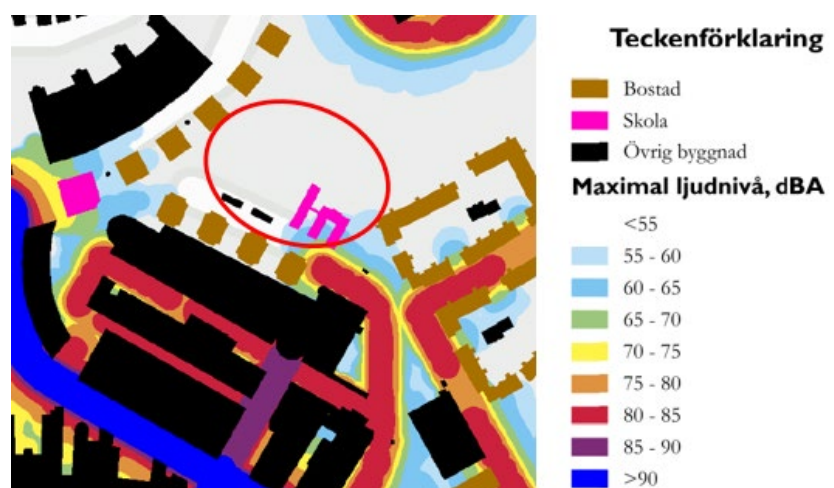 Teckenförklaring
Bostad
Skola
Övrig byggnad
Maximal ljudnivå, dBA
<55
55 - 60
60 - 65
65 - 70
70 - 75
75 - 80
80 - 85
85 - 90
>90